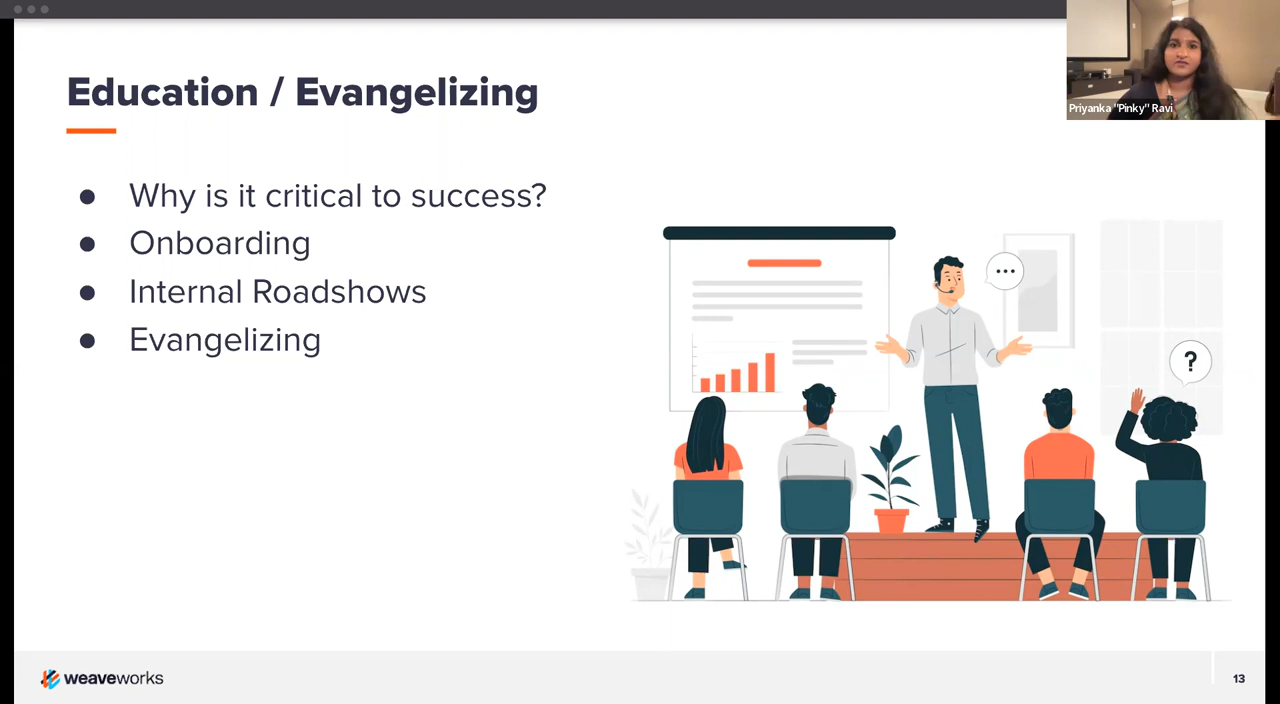 Education / Evangelizing
Priyanka "Pinky" Ravi
● Why is it critical to success?
● Onboarding
● Internal Roadshows
● Evangelizing
?
weaveworks
13